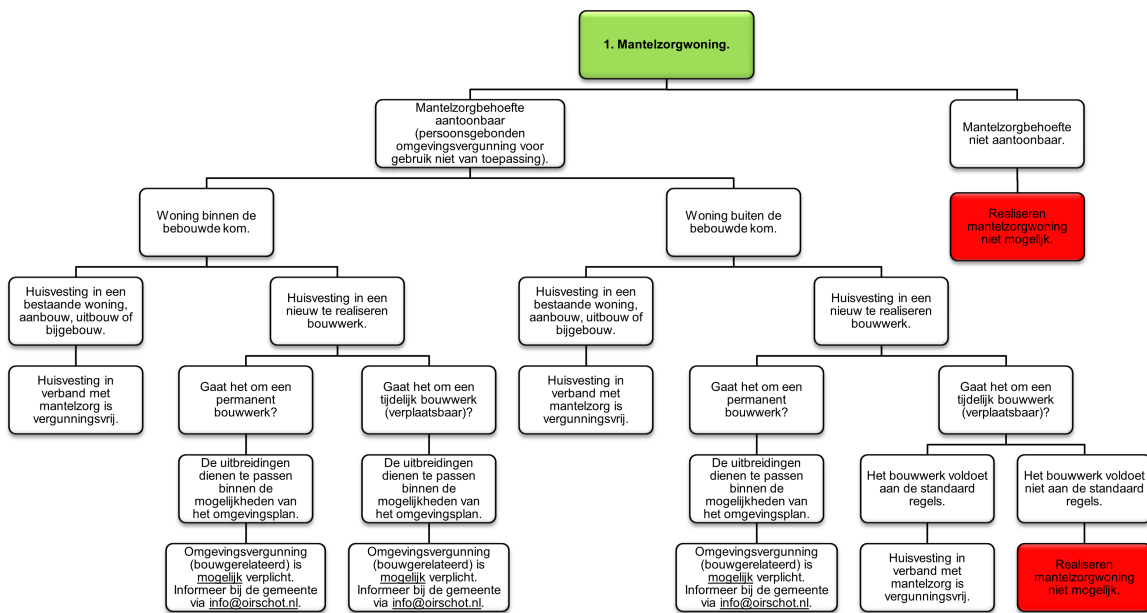 1. Mantelzorgwoning.
Mantelzorgbehoefte
aantoonbaar
(persoonsgebonden
omgevingsvergunning voor
gebruik niet van toepassing).
Mantelzorgbehoefte
niet aantoonbaar.
Woning binnen de
bebouwde kom.
Woning buiten de
bebouwde kom.
Realiseren
mantelzorgwoning
niet mogelijk.
Huisvesting in een
bestaande woning,
aanbouw, uitbouw of
bijgebouw.
Huisvesting in een
nieuw te realiseren
bouwwerk.
Huisvesting in een
bestaande woning,
aanbouw, uitbouw of
bijgebouw.
Huisvesting in een
nieuw te realiseren
bouwwerk.
Huisvesting in
verband met
mantelzorg is
vergunningsvrij.
Gaat het om een
permanent
bouwwerk?
Gaat het om een
tijdelijk bouwwerk
(verplaatsbaar)?
Huisvesting in
verband met
mantelzorg is
vergunningsvrij.
Gaat het om een
permanent
bouwwerk?
Gaat het om een
tijdelijk bouwwerk
(verplaatsbaar)?
De uitbreidingen
dienen te passen
binnen de
mogelijkheden van
het omgevingsplan.
De uitbreidingen
dienen te passen
binnen de
mogelijkheden van
het omgevingsplan.
De uitbreidingen
dienen te passen
binnen de
mogelijkheden van
het omgevingsplan.
Het bouwwerk voldoet
aan de standaard
regels.
Het bouwwerk voldoet
niet aan de standaard
regels.
Omgevingsvergunning
(bouwgerelateerd) is
mogelijk verplicht.
Informeer bij de gemeente
via info@oirschot.nl.
Omgevingsvergunning
(bouwgerelateerd) is
mogelijk verplicht.
Informeer bij de gemeente
via info@oirschot.nl.
Omgevingsvergunning
(bouwgerelateerd) is
mogelijk verplicht.
Informeer bij de gemeente
via info@oirschot.nl.
Huisvesting in
verband met
mantelzorg is
vergunningsvrij.
Realiseren
mantelzorgwoning
niet mogelijk.